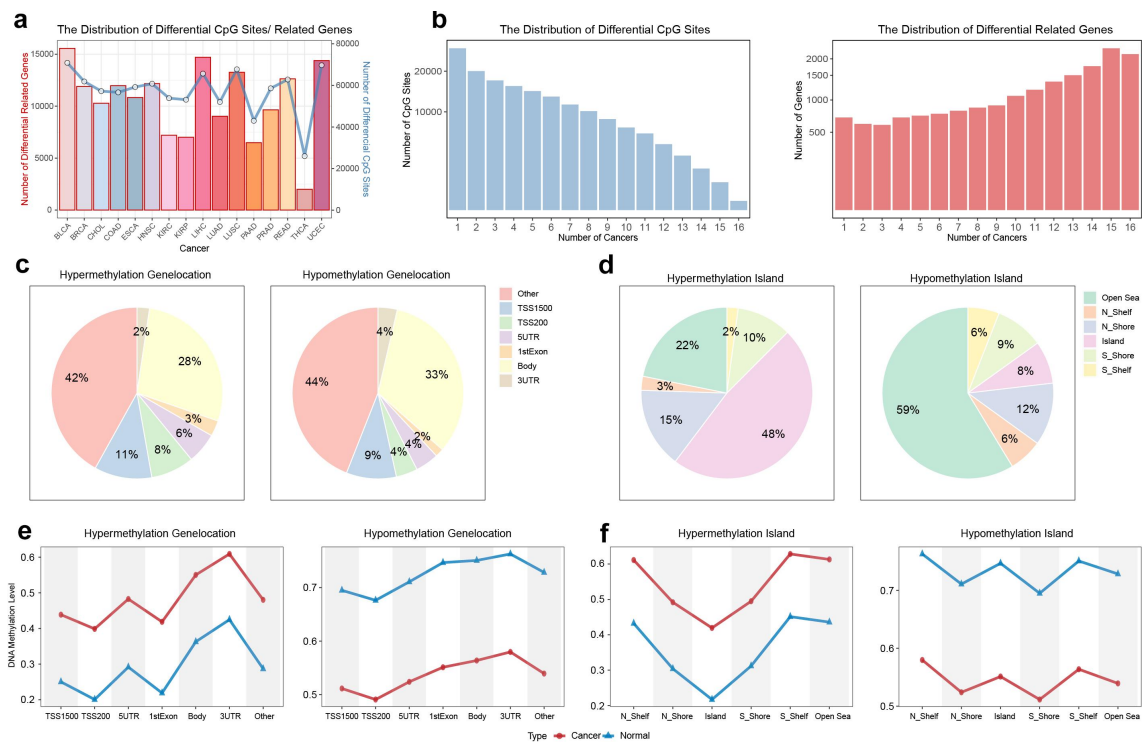 a
The Distribution of Differential CpG Sites/ Related Genes
Number of Differential Related Genes
15000
10000
5000
0
80000
60000
40000
20000
0
Number of Differencial CpG Sites
BLCA
BRCA
CHOL
COAD
ESCA
HNSC
KIRC
KIRP
LIHC
LUAD
LUSC
PAAD
PRAD
READ
THCA
UCEC
Cancer
b
The Distribution of Differential CpG Sites
Number of CpG Sites
20000
10000
1 2 3 4 5 6 7 8 9 10 11 12 13 14 15 16
Number of Cancers
The Distribution of Differential Related Genes
Number of Genes
2000
1500
1000
500
1 2 3 4 5 6 7 8 9 10 11 12 13 14 15 16
Number of Cancers
c
Hypermethylation Genelocation
2%
28%
3%
6%
8%
11%
42%
Hypomethylation Genelocation
4%
33%
2%
4%
4%
9%
44%
Other
TSS1500
TSS200
5UTR
1stExon
Body
3UTR
d
Hypermethylation Island
2%
10%
48%
15%
3%
22%
Hypomethylation Island
6%
9%
8%
12%
6%
59%
Open Sea
N_Shelf
N_Shore
Island
S_Shore
S_Shelf
e
Hypermethylation Genelocation
DNA Methylation Level
0.6
0.5
0.4
0.3
0.2
TSS1500 TSS200 5UTR 1stExon Body 3UTR Other
Hypomethylation Genelocation
0.7
0.6
0.5
TSS1500 TSS200 5UTR 1stExon Body 3UTR Other
f
Hypermethylation Island
0.6
0.5
0.4
0.3
0.2
N_Shelf N_Shore Island S_Shore S_Shelf Open Sea
Hypomethylation Island
0.7
0.6
0.5
N_Shelf N_Shore Island S_Shore S_Shelf Open Sea
Type Cancer Normal